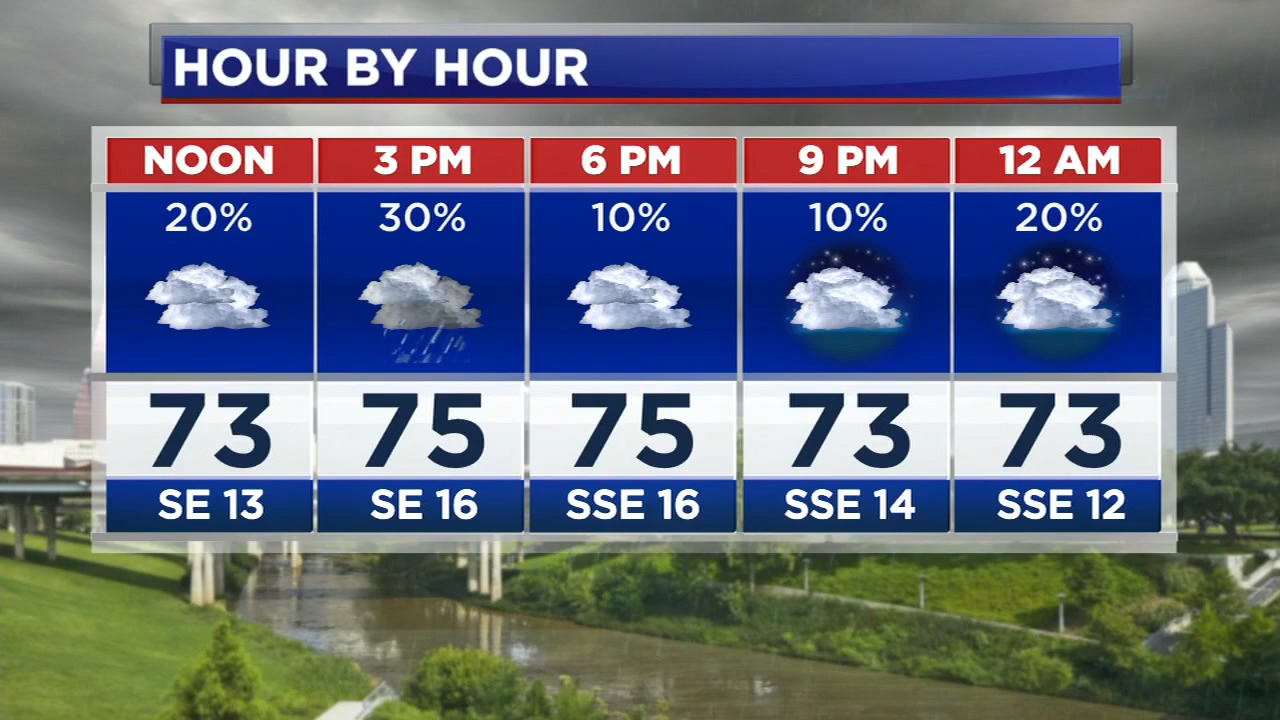 HOUR BY HOUR
NOON 3 PM 6 PM 9 PM 12 AM
20% 30% 10% 10% 20%
73 75 75 73 73
SE 13 SE 16 SSE 16 SSE 14 SSE 12